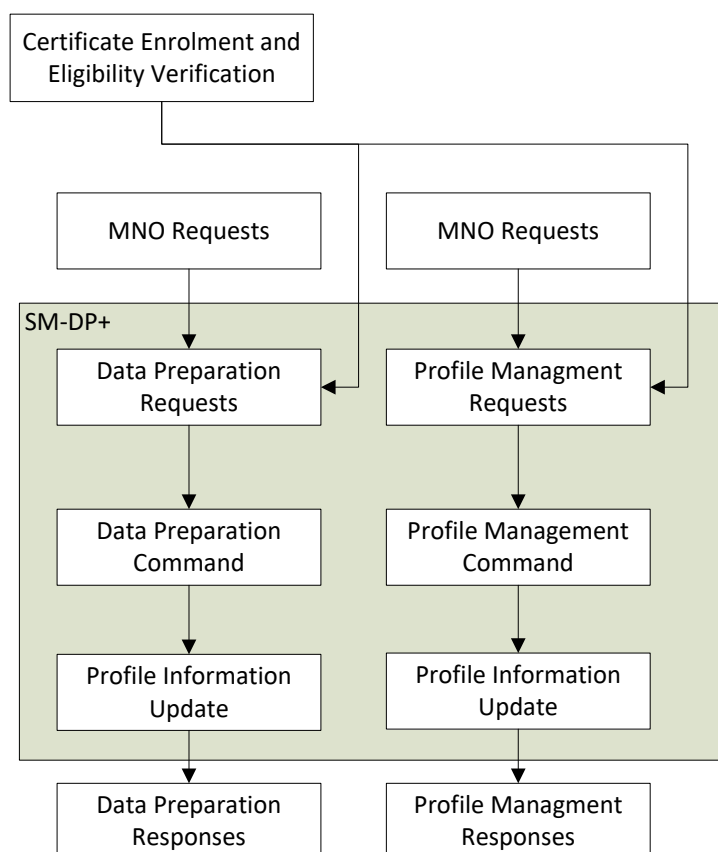 Certificate Enrolment and
Eligibility Verification
MNO Requests
MNO Requests
SM-DP+
Data Preparation
Requests
Profile Managment
Requests
Data Preparation
Command
Profile Management
Command
Profile Information
Update
Profile Information
Update
Data Preparation
Responses
Profile Managment
Responses